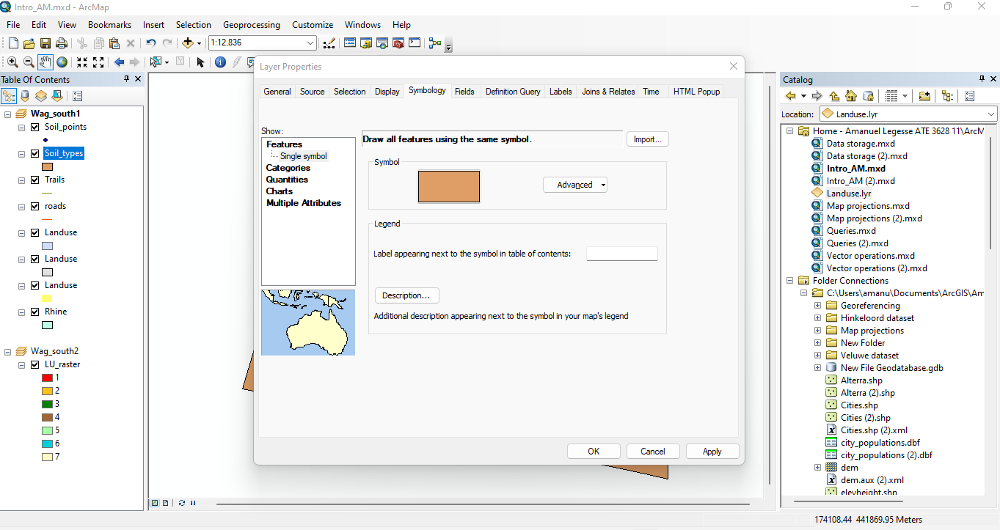 Intro_AM.mxd - ArcMap
File Edit View Bookmarks Insert Selection Geoprocessing Customize Windows Help
1:12,836
Table Of Contents
Wag_south1
Soil_points
Soil_types
Trails
roads
Landuse
Landuse
Landuse
Rhine
Wag_south2
LU_raster
1
2
3
4
5
6
7
Layer Properties
General Source Selection Display Symbology Fields Definition Query Labels Joins & Relates Time HTML Popup
Show:
Features
Single symbol
Categories
Quantities
Charts
Multiple Attributes
Draw all features using the same symbol.
Import...
Symbol
Advanced
Legend
Label appearing next to the symbol in table of contents:
Description...
Additional description appearing next to the symbol in your map's legend
OK Cancel Apply
Catalog
Location: Landuse.lyr
Home - Amanuel Legesse ATE 3628 11\ArcM
Data storage.mxd
Data storage (2).mxd
Intro_AM.mxd
Intro_AM (2).mxd
Landuse.lyr
Map projections.mxd
Map projections (2).mxd
Queries.mxd
Queries (2).mxd
Vector operations.mxd
Vector operations (2).mxd
Folder Connections
C:\Users\amanu\Documents\ArcGIS\Am
Georeferencing
Hinkeloord dataset
Map projections
New Folder
Veluwe dataset
New File Geodatabase.gdb
Alterra.shp
Alterra (2).shp
Cities.shp
Cities (2).shp
Cities.shp (2).xml
city_populations.dbf
city_populations (2).dbf
dem
dem.aux (2).xml
elevheight.shp
174108.44 441869.95 Meters